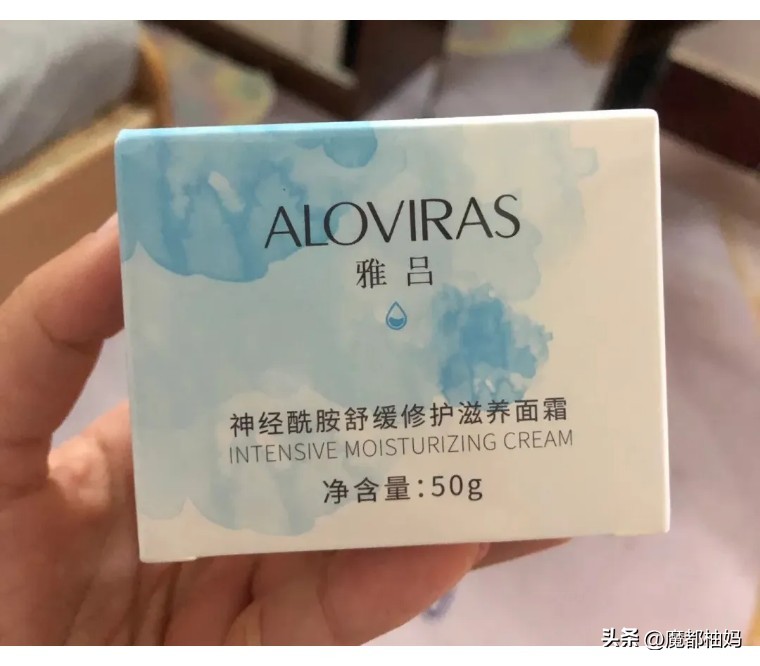 ALOVIRAS
雅吕
神经酰胺舒缓修护滋养面霜
INTENSIVE MOISTURIZING CREAM
净含量:50g
头条 @魔都柚妈